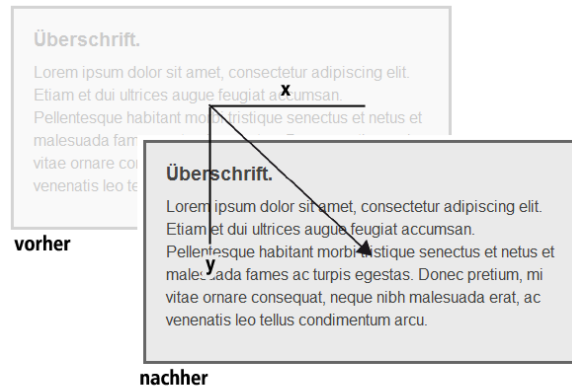 Überschrift.
Lorem ipsum dolor sit amet, consectetur adipiscing elit.
Etiam et dui ultrices augue feugiat accumsan.
Pellentesque habitant morbi tristique senectus et netus et
malesuada fam
vitae ornare con
venenatis leo te
vorher
x
y
Überschrift.
Lorem ipsum dolor sit amet, consectetur adipiscing elit.
Etiam et dui ultrices augue feugiat accumsan.
Pellentesque habitant morbi tristique senectus et netus et
malesuada fames ac turpis egestas. Donec pretium, mi
vitae ornare consequat, neque nibh malesuada erat, ac
venenatis leo tellus condimentum arcu.
nachher